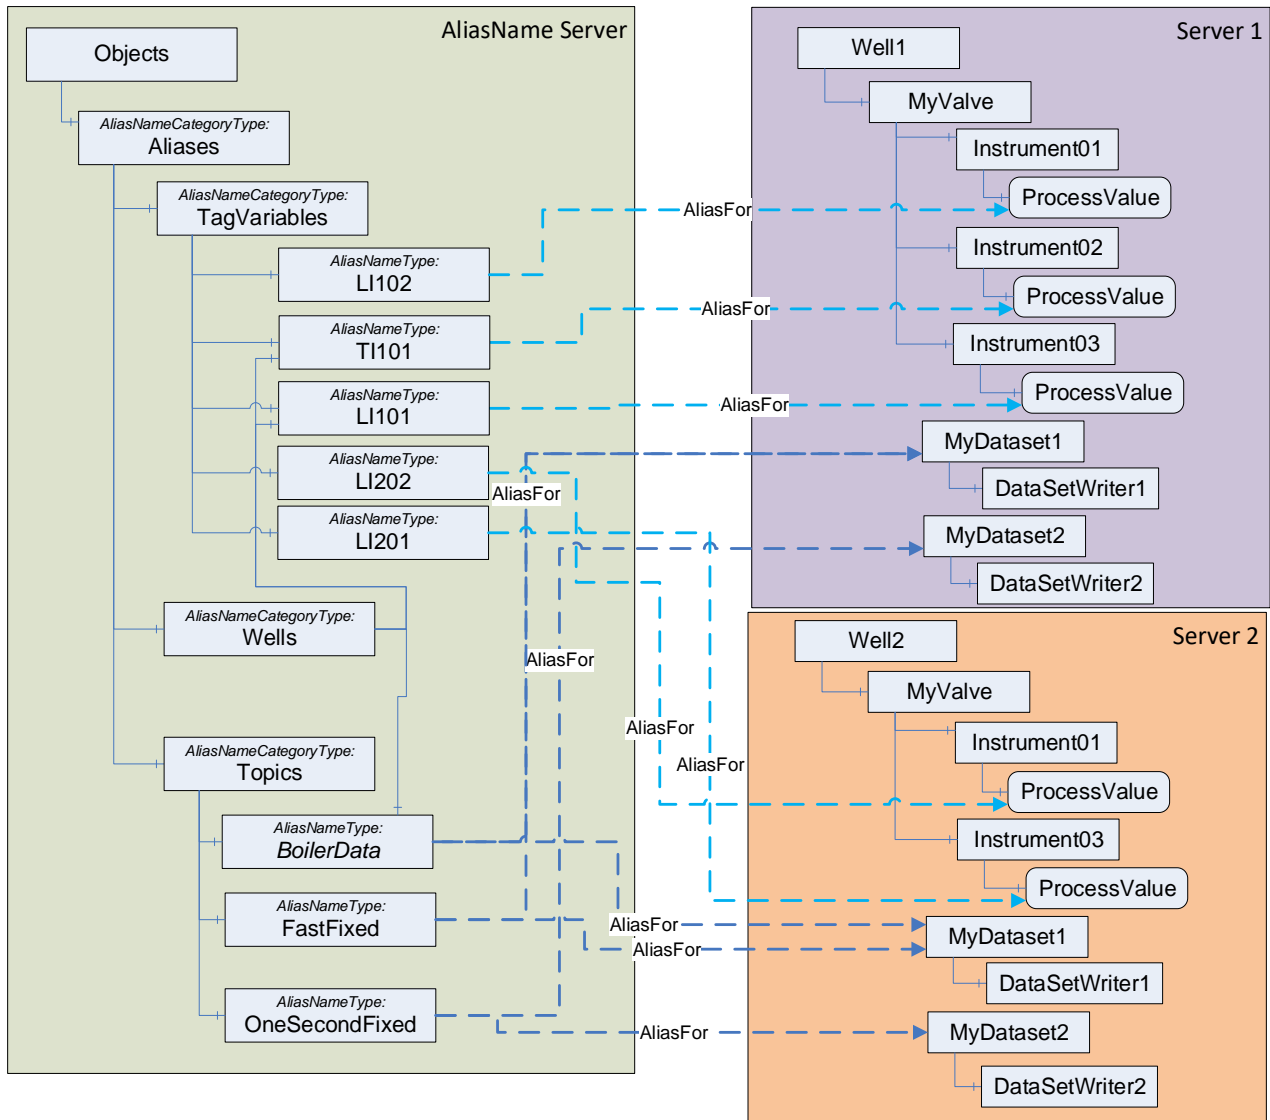 AliasName Server
Objects
AliasNameCategoryType:
Aliases
AliasNameCategoryType:
TagVariables
AliasNameType:
LI102
AliasNameType:
TI101
AliasNameType:
LI101
AliasNameType:
LI202
AliasNameType:
LI201
AliasNameCategoryType:
Wells
AliasNameCategoryType:
Topics
AliasNameType:
BoilerData
AliasNameType:
FastFixed
AliasNameType:
OneSecondFixed
AliasFor
AliasFor
AliasFor
AliasFor
AliasFor
AliasFor
AliasFor
AliasFor
AliasFor
AliasFor
Server 1
Well1
MyValve
Instrument01
ProcessValue
Instrument02
ProcessValue
Instrument03
ProcessValue
MyDataset1
DataSetWriter1
MyDataset2
DataSetWriter2
Server 2
Well2
MyValve
Instrument01
ProcessValue
Instrument03
ProcessValue
MyDataset1
DataSetWriter1
MyDataset2
DataSetWriter2